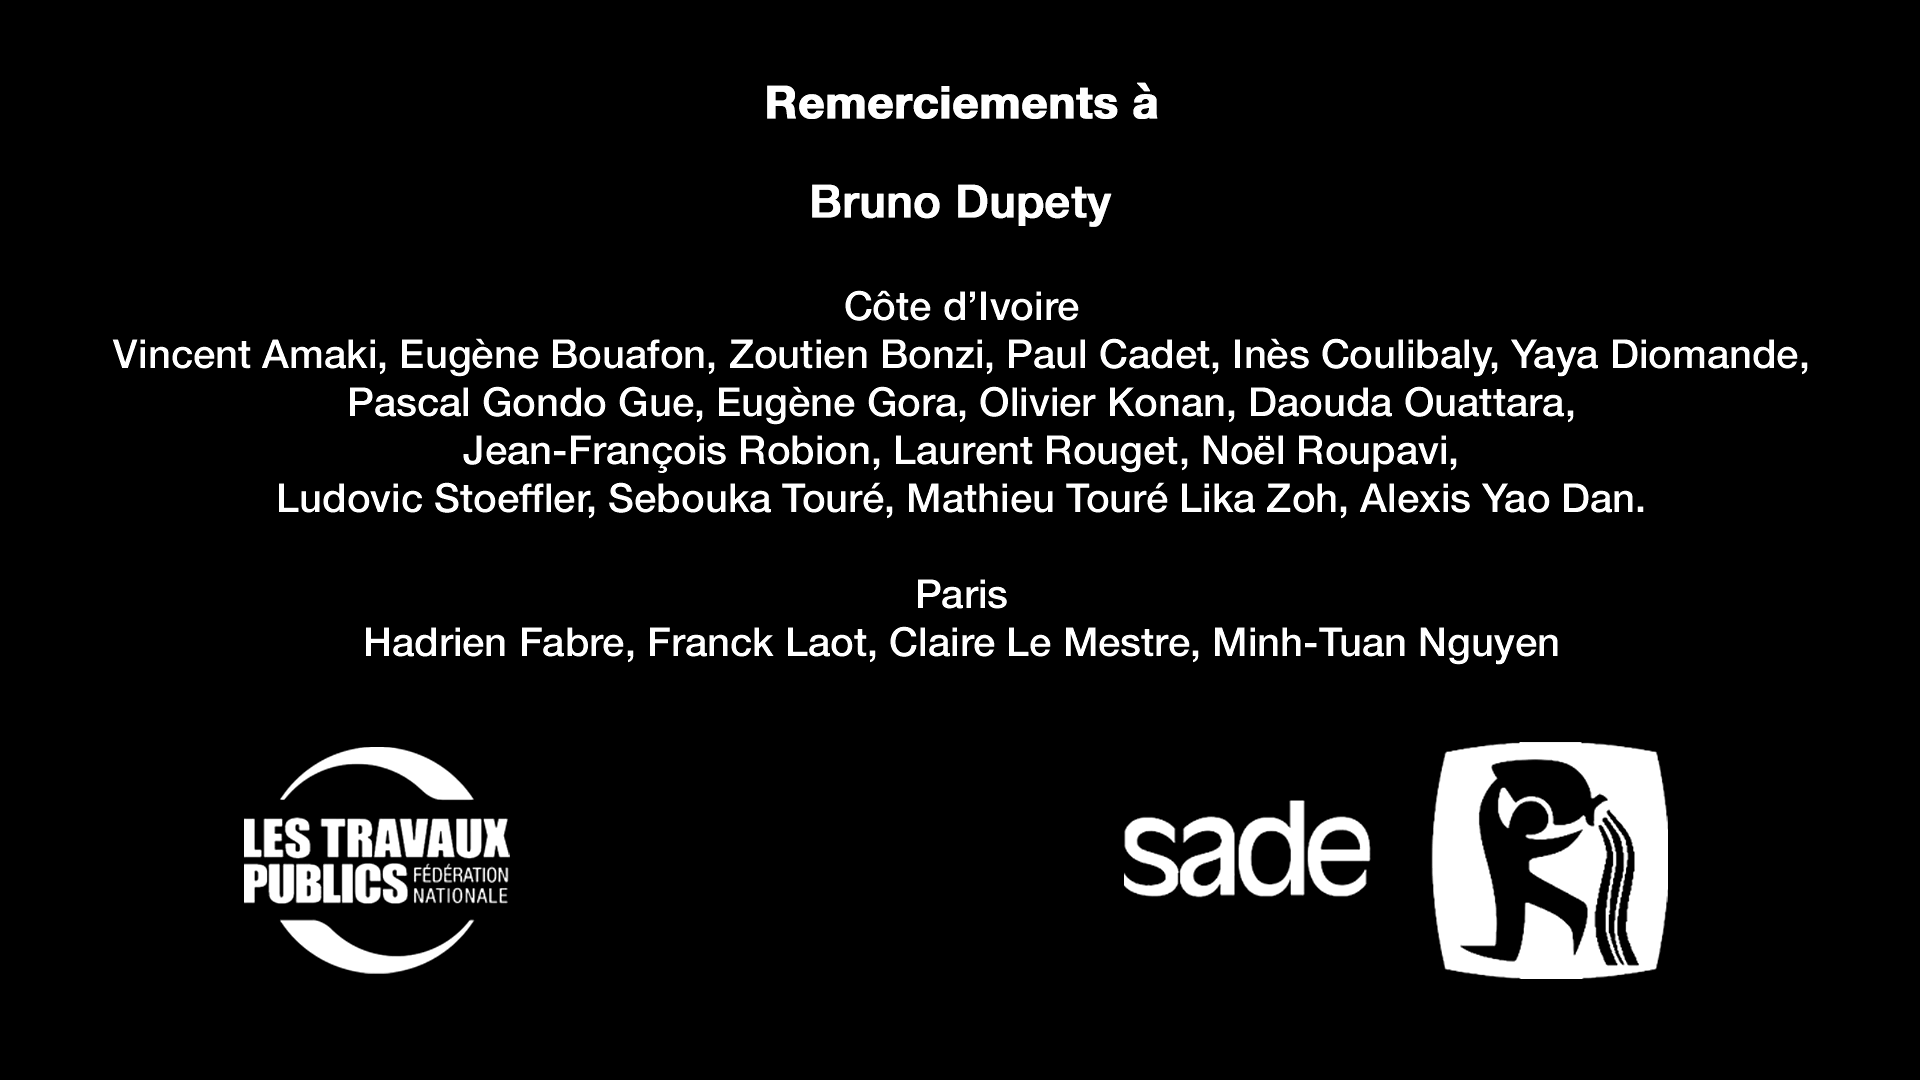 Remerciements à
Bruno Dupety
Côte d’Ivoire
Vincent Amaki, Eugène Bouafon, Zoutien Bonzi, Paul Cadet, Inès Coulibaly, Yaya Diomande,
Pascal Gondo Gue, Eugène Gora, Olivier Konan, Daouda Ouattara,
Jean-François Robion, Laurent Rouget, Noël Roupavi,
Ludovic Stoeffler, Sebouka Touré, Mathieu Touré Lika Zoh, Alexis Yao Dan.
Paris
Hadrien Fabre, Franck Laot, Claire Le Mestre, Minh-Tuan Nguyen
LES TRAVAUX
PUBLICS FÉDÉRATION
NATIONALE
sade